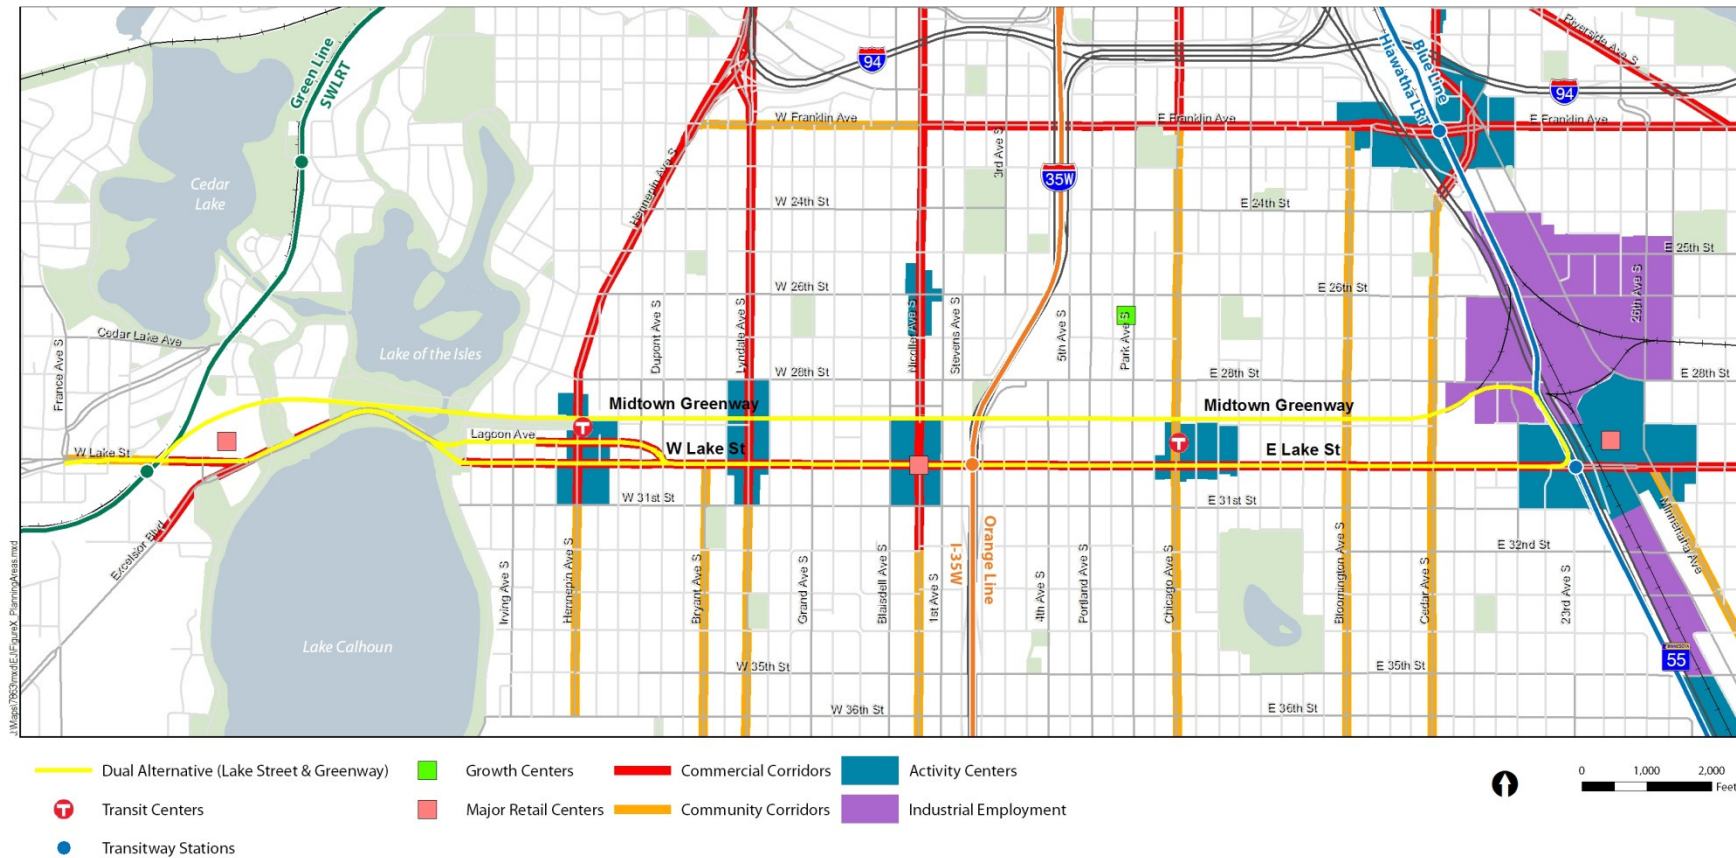 Green Line
SWLRT
94
Blue Line
Hiawatha LRT
Riverside Ave S
94
W Franklin Ave
E Franklin Ave
E Franklin Ave
3rd Ave S
35W
Cedar
Lake
Hennepin Ave S
W 24th St
E 24th St
E 25th St
W 26th St
E 26th St
26th Ave S
Cedar Lake Ave
France Ave S
Lake of the Isles
Dupont Ave S
Lyndale Ave S
Nicollet Ave S
Stevens Ave S
5th Ave S
Park Ave S
W 28th St
E 28th St
E 28th St
Midtown Greenway
Midtown Greenway
Lagoon Ave
W Lake St
W Lake St
E Lake St
W 31st St
E 31st St
Excelsior Blvd
Minnehaha Ave
E 32nd St
Irving Ave S
Hennepin Ave S
Bryant Ave S
Grand Ave S
Blaisdell Ave S
1st Ave S
I-35W
Orange Line
4th Ave S
Portland Ave S
Chicago Ave S
Bloomington Ave S
Cedar Ave S
23rd Ave S
Lake Calhoun
W 35th St
E 35th St
MINNESOTA
55
W 36th St
E 36th St
J:\Maps\7863\mxd\EJ\FigureX_PlanningAreas.mxd
Dual Alternative (Lake Street & Greenway)
Growth Centers
Commercial Corridors
Activity Centers
T Transit Centers
Major Retail Centers
Community Corridors
Industrial Employment
Transitway Stations
0 1,000 2,000
Feet